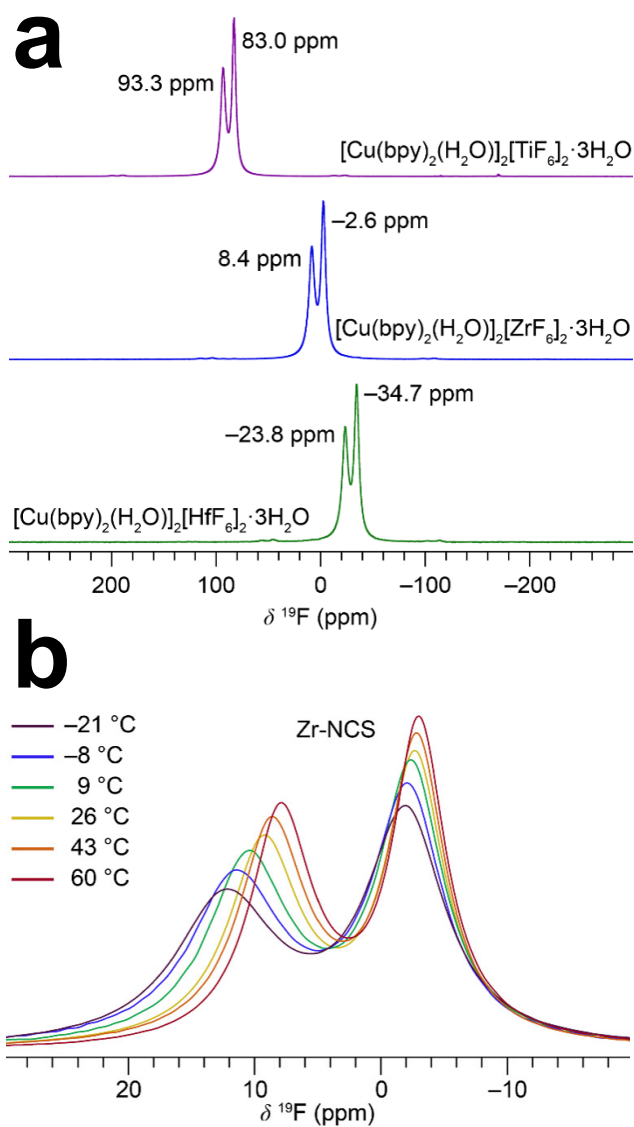 a
83.0 ppm
93.3 ppm
[Cu(bpy)₂(H₂O)]₂[TiF₆]₂·3H₂O
–2.6 ppm
8.4 ppm
[Cu(bpy)₂(H₂O)]₂[ZrF₆]₂·3H₂O
–34.7 ppm
–23.8 ppm
[Cu(bpy)₂(H₂O)]₂[HfF₆]₂·3H₂O
200 100 0 –100 –200
δ ¹⁹F (ppm)
b
Zr-NCS
–21 °C
–8 °C
9 °C
26 °C
43 °C
60 °C
20 10 0 –10
δ ¹⁹F (ppm)